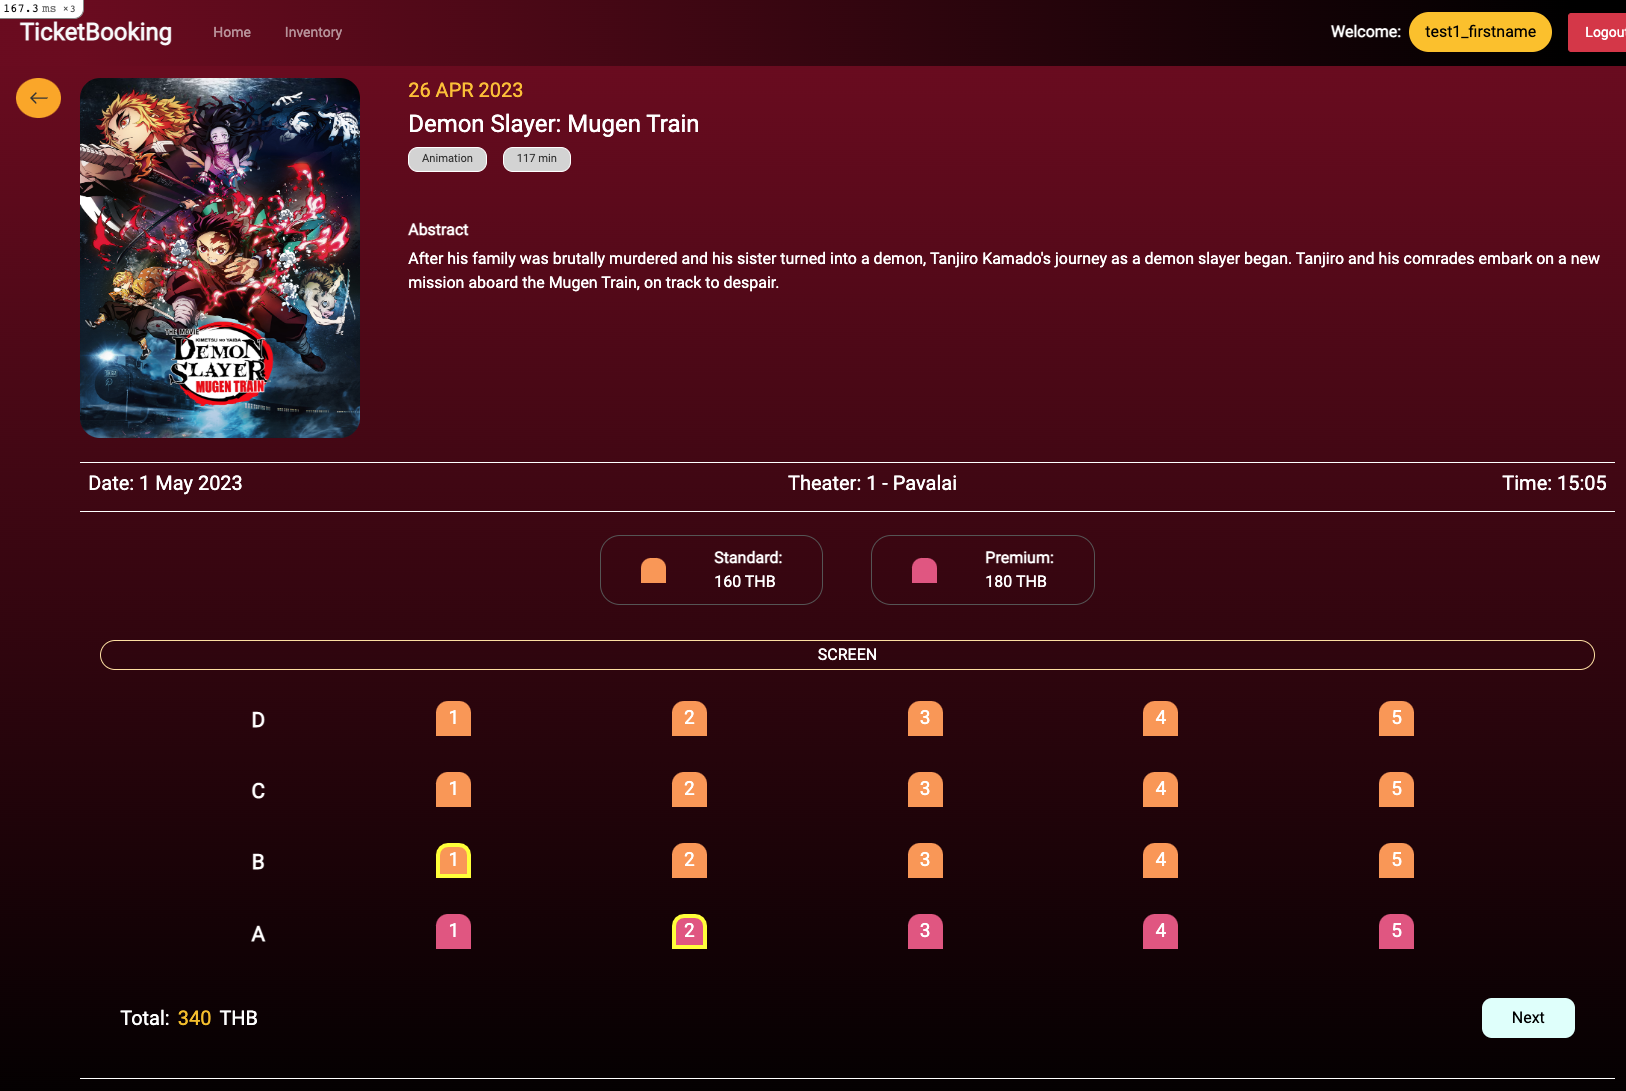 167.3 ms ×3
TicketBooking Home Inventory Welcome: test1_firstname Logou
←
26 APR 2023
Demon Slayer: Mugen Train
Animation 117 min
Abstract
After his family was brutally murdered and his sister turned into a demon, Tanjiro Kamado's journey as a demon slayer began. Tanjiro and his comrades embark on a new
mission aboard the Mugen Train, on track to despair.
THE MOVIE
KIMETSU NO YAIBA
DEMON
SLAYER
MUGEN TRAIN
Date: 1 May 2023 Theater: 1 - Pavalai Time: 15:05
Standard: Premium:
160 THB 180 THB
SCREEN
D 1 2 3 4 5
C 1 2 3 4 5
B 1 2 3 4 5
A 1 2 3 4 5
Total: 340 THB Next